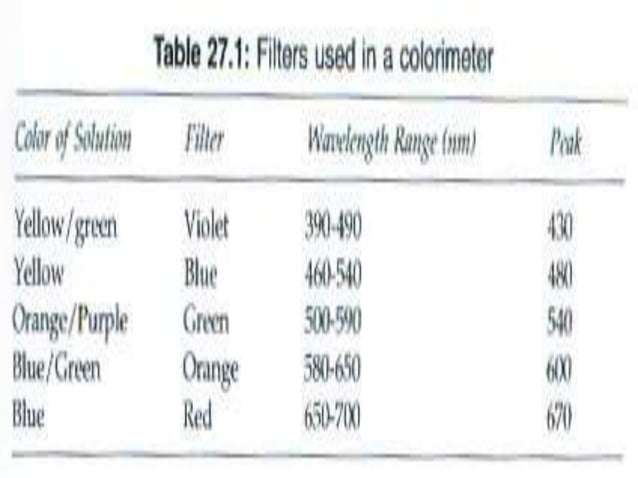 Table 27.1: Filters used in a colorimeter
Color of Solution Filter Wavelength Range (nm) Peak
Yellow/green Violet 390-490 430
Yellow Blue 460-540 480
Orange/Purple Green 500-590 540
Blue/Green Orange 580-650 600
Blue Red 650-700 670